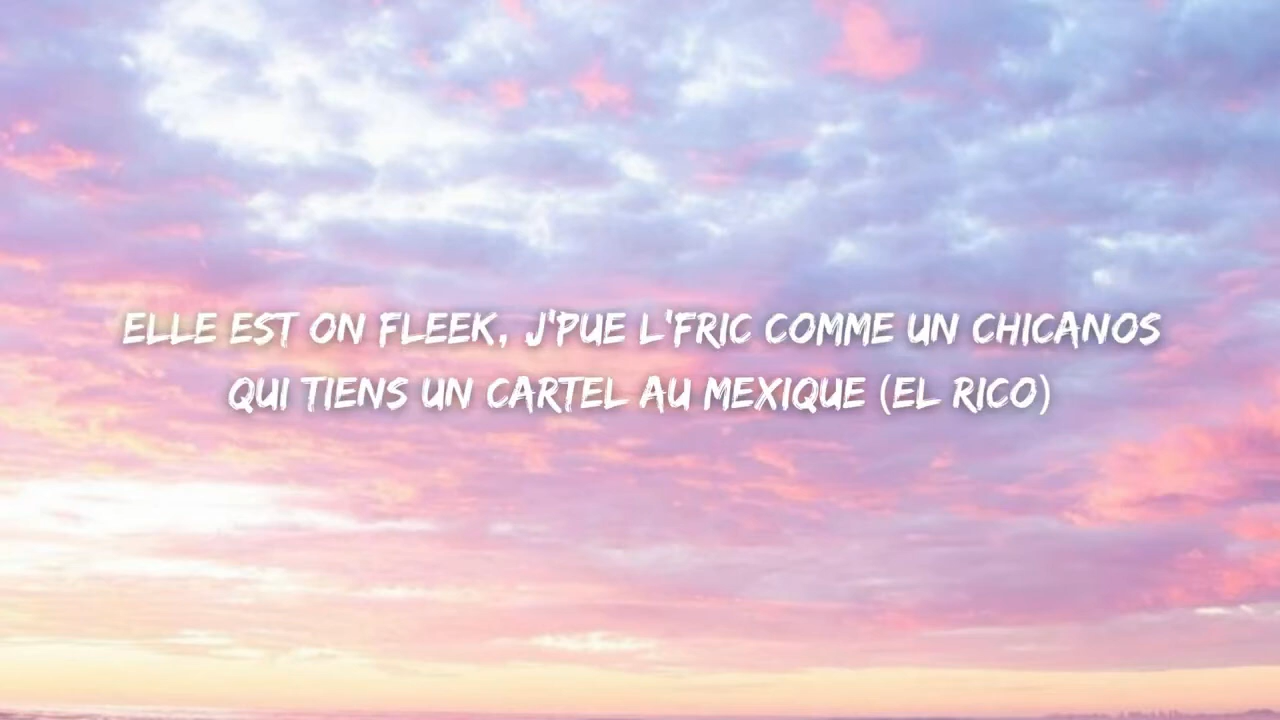 ELLE EST ON FLEEK, J'PUE L'FRIC COMME UN CHICANOS
QUI TIENS UN CARTEL AU MEXIQUE (EL RICO)